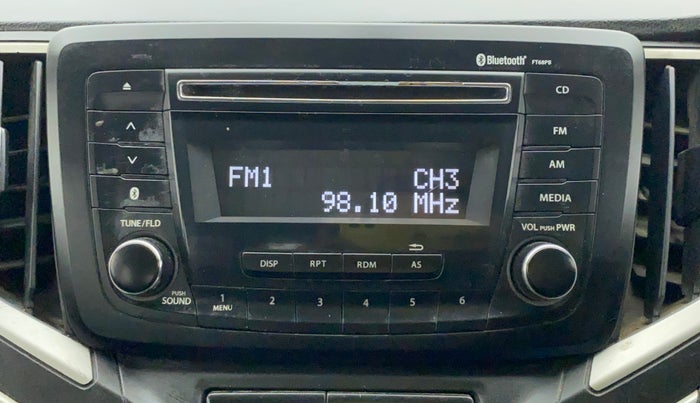 Bluetooth® FT68PB
CD
FM
AM
MEDIA
FM1 CH3
98.10 MHz
TUNE/FLD
VOL PUSH PWR
DISP RPT RDM AS
PUSH
SOUND
1 2 3 4 5 6
MENU